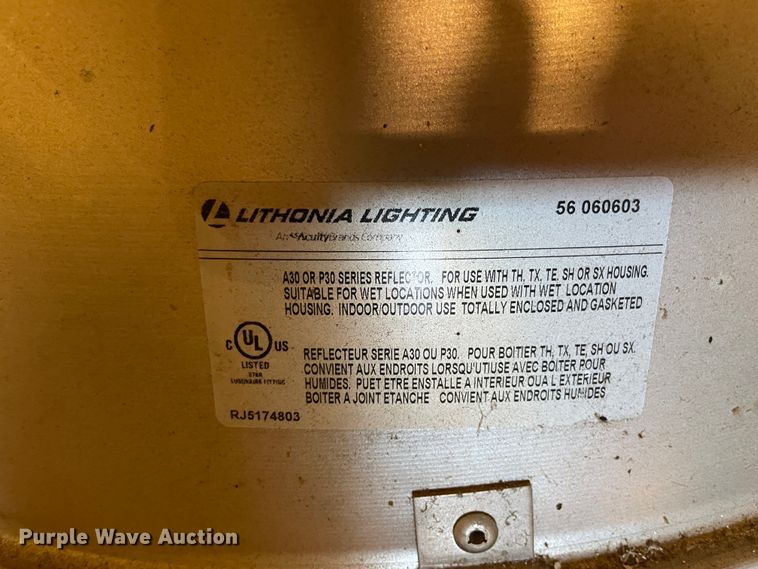 LITHONIA LIGHTING 56 060603
An AcuityBrands Company
A30 OR P30 SERIES REFLECTOR. FOR USE WITH TH, TX, TE, SH OR SX HOUSING.
SUITABLE FOR WET LOCATIONS WHEN USED WITH WET LOCATION
HOUSING. INDOOR/OUTDOOR USE TOTALLY ENCLOSED AND GASKETED
C UL US
LISTED
LUMINAIRE FITTING
REFLECTEUR SERIE A30 OU P30. POUR BOITIER TH, TX, TE, SH OU SX.
CONVIENT AUX ENDROITS LORSQU'UTIUSE AVEC BOITER POUR
HUMIDES. PUET ETRE ENSTALLE A INTERIEUR OUA L EXTERIEUR
BOITER A JOINT ETANCHE CONVIENT AUX ENDROITS HUMIDES
RJ5174803
Purple Wave Auction